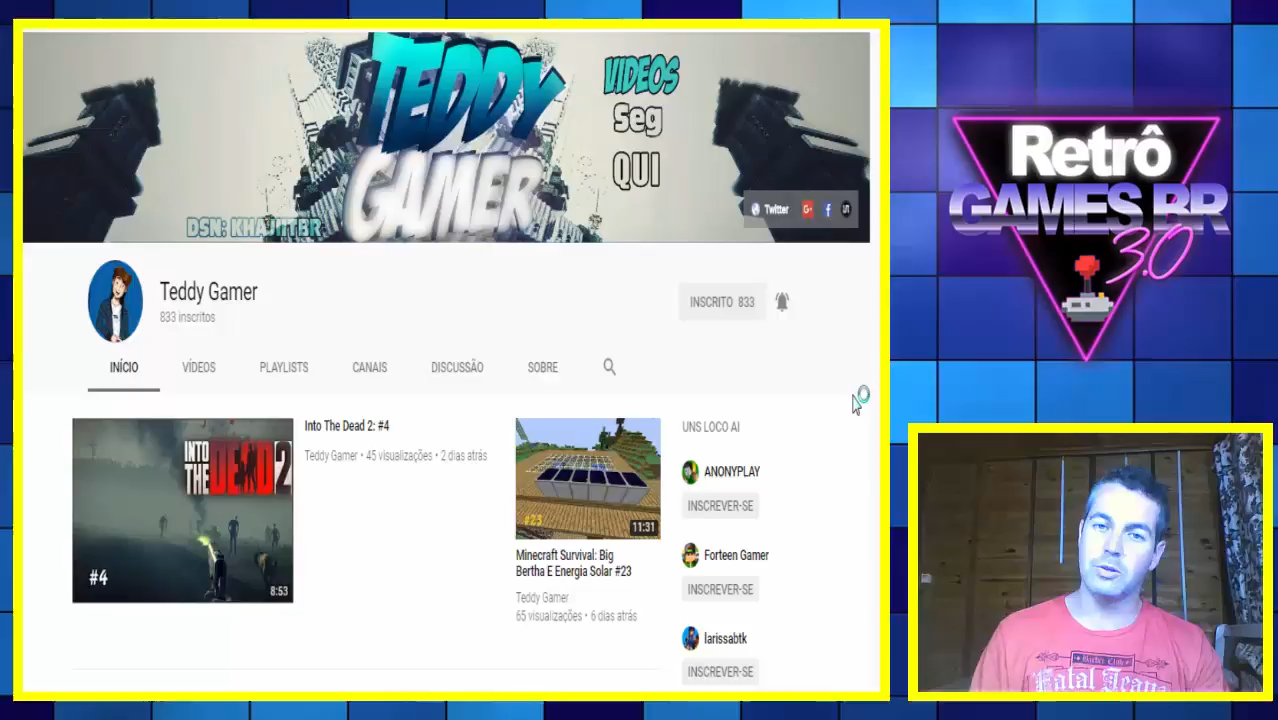 TEDDY
GAMER
VIDEOS
Seg
QUI
DSN: KHAJIITBR
Twitter
Teddy Gamer
833 inscritos
INSCRITO 833
INÍCIO VÍDEOS PLAYLISTS CANAIS DISCUSSÃO SOBRE
INTO
THE DEAD 2
#4
8:53
Into The Dead 2: #4
Teddy Gamer • 45 visualizações • 2 dias atrás
#23
11:31
Minecraft Survival: Big
Bertha E Energia Solar #23
Teddy Gamer
65 visualizações • 6 dias atrás
UNS LOCO AI
ANONYPLAY
INSCREVER-SE
Forteen Gamer
INSCREVER-SE
larissabtk
INSCREVER-SE
Retrô
GAMES BR
3.0
Fatal Jeans